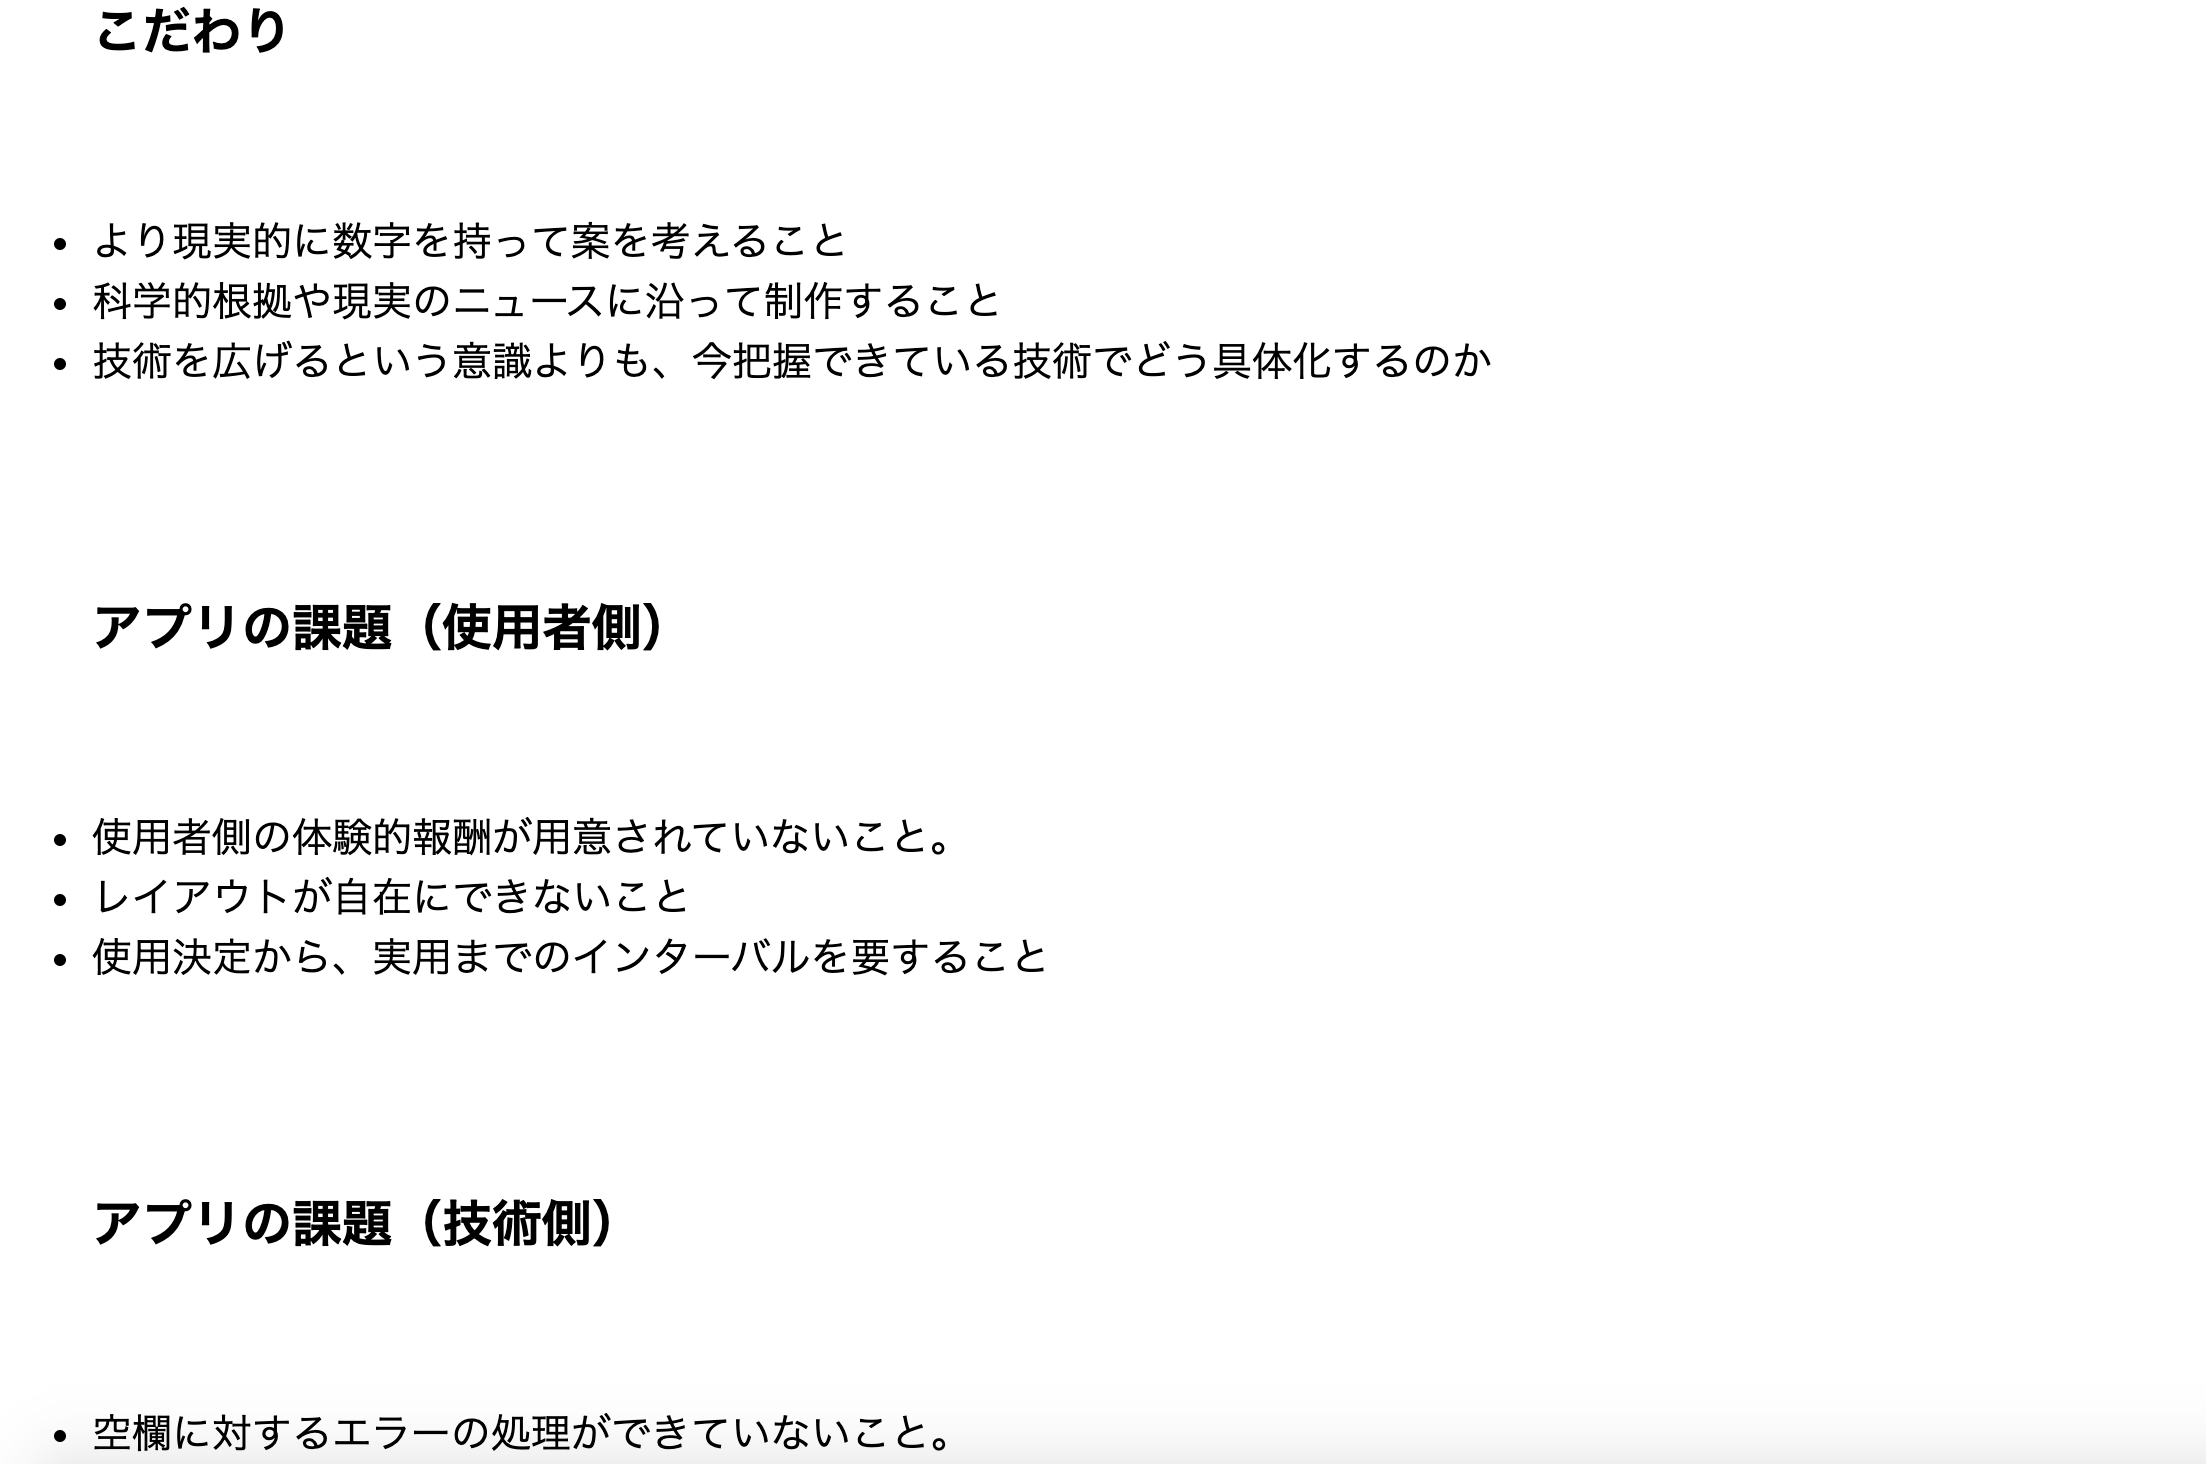 こだわり
より現実的に数字を持って案を考えること
科学的根拠や現実のニュースに沿って制作すること
技術を広げるという意識よりも、今把握できている技術でどう具体化するのか
アプリの課題（使用者側）
使用者側の体験的報酬が用意されていないこと。
レイアウトが自在にできないこと
使用決定から、実用までのインターバルを要すること
アプリの課題（技術側）
空欄に対するエラーの処理ができていないこと。